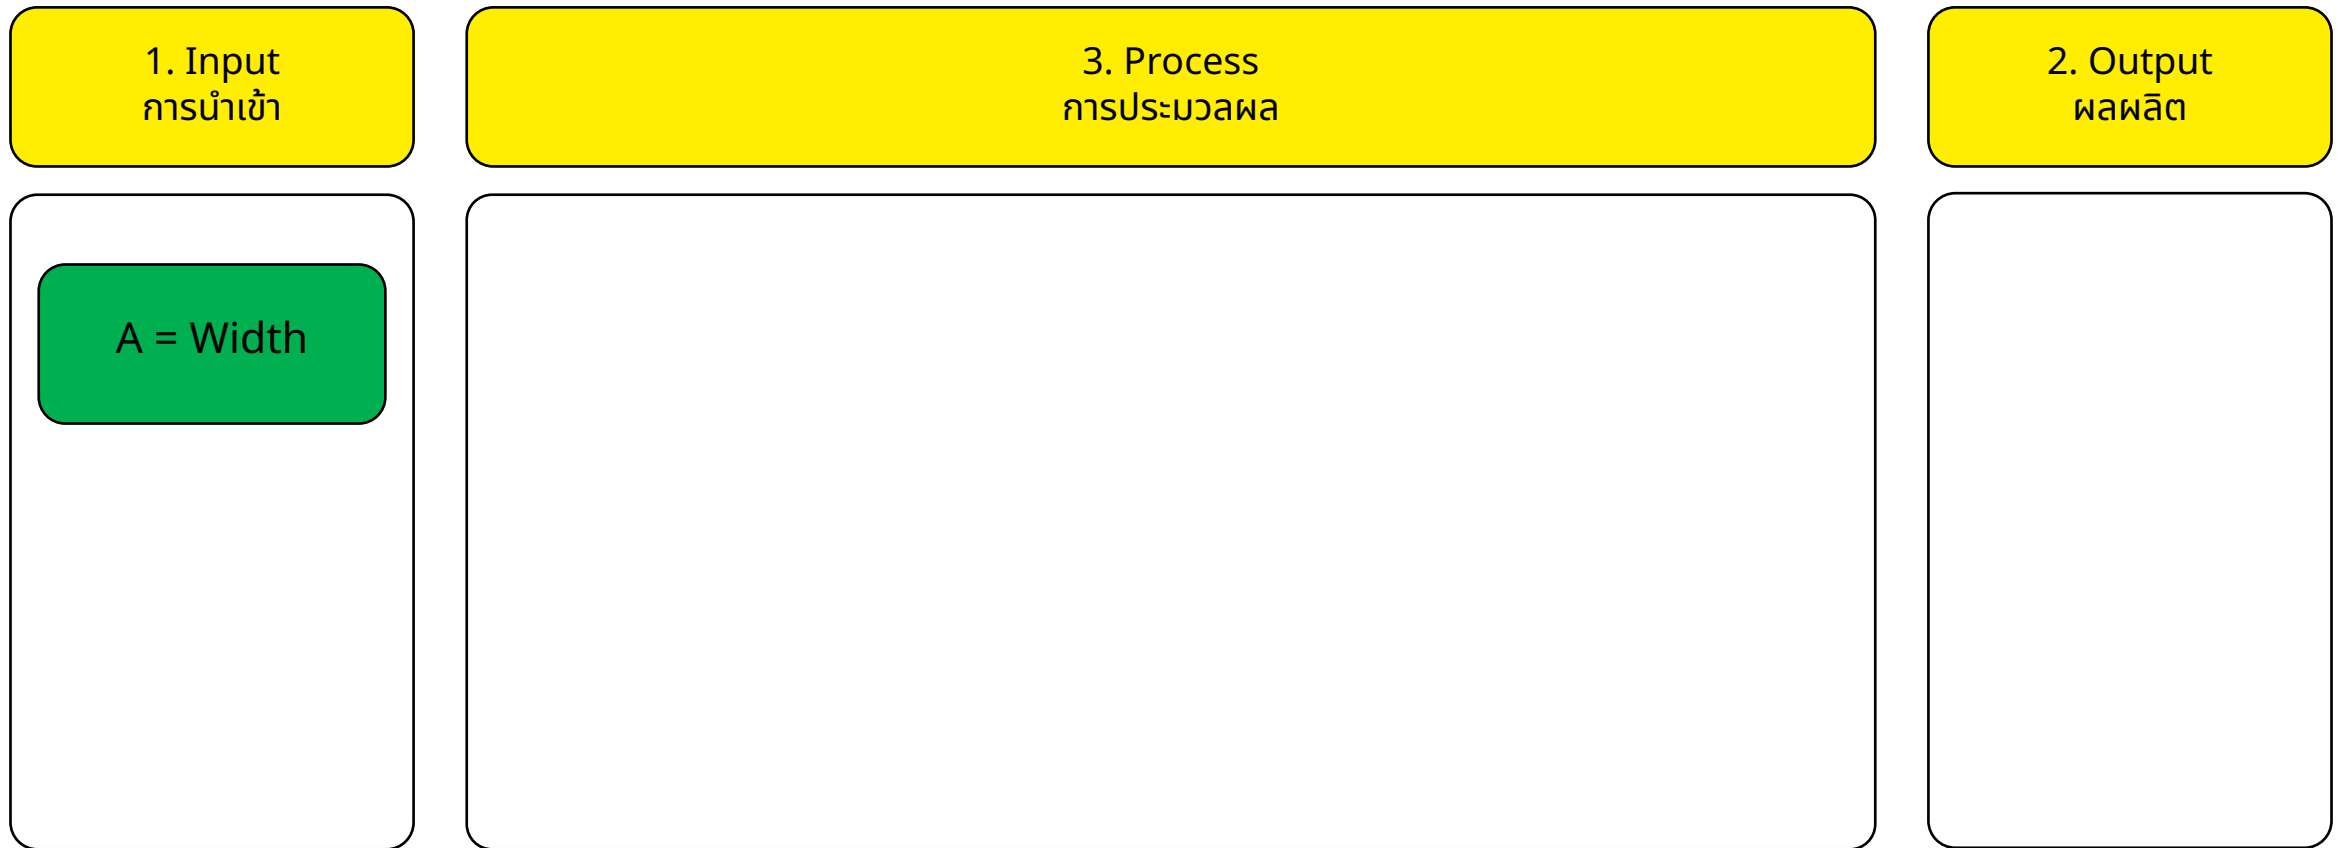 1. Input
การนำเข้า
3. Process
การประมวลผล
2. Output
ผลผลิต
A = Width